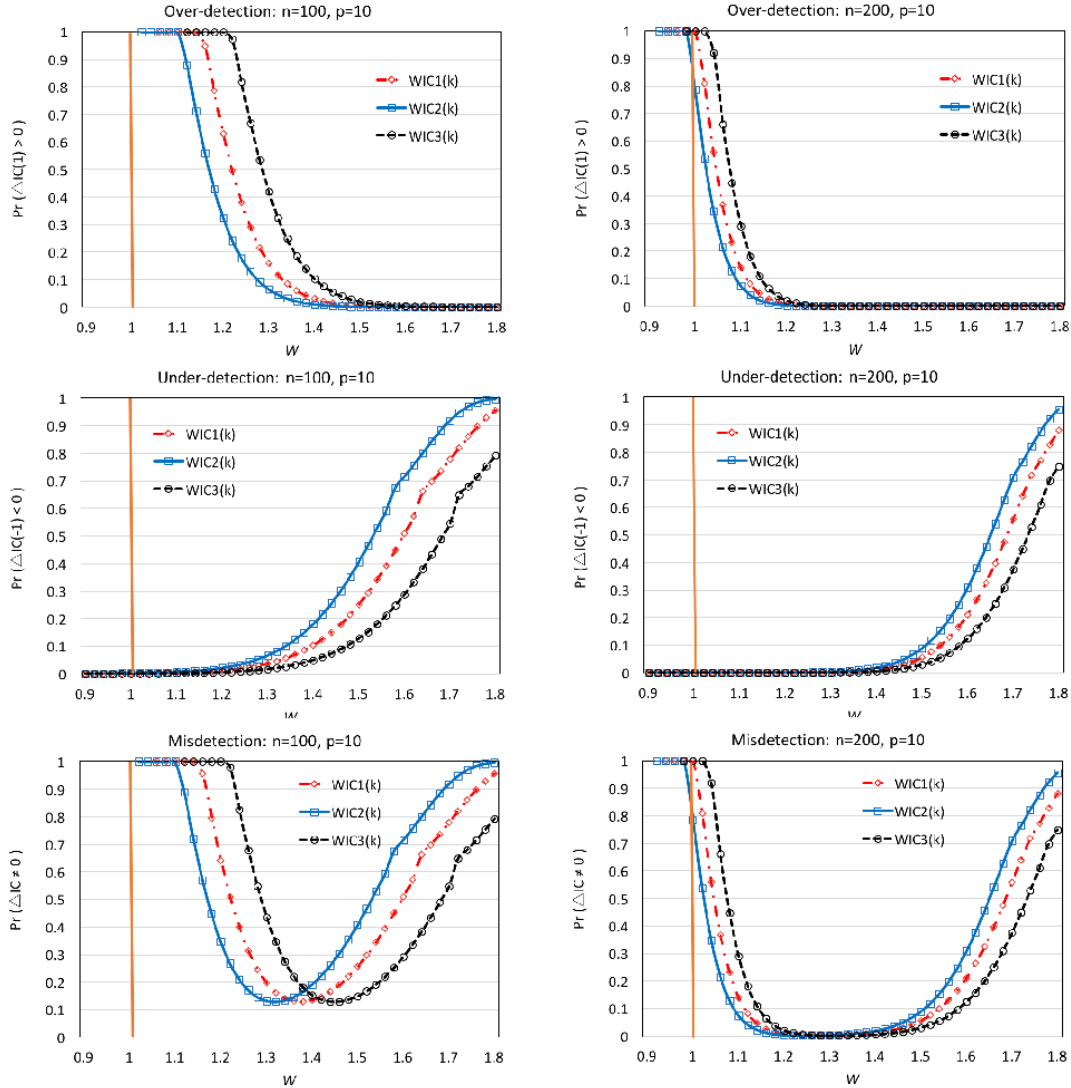 Over-detection: n=100, p=10
Pr ( △IC(1) > 0 )
1
0.9
0.8
0.7
0.6
0.5
0.4
0.3
0.2
0.1
0
WIC1(k)
WIC2(k)
WIC3(k)
0.9 1 1.1 1.2 1.3 1.4 1.5 1.6 1.7 1.8
W
Over-detection: n=200, p=10
Pr ( △IC(1) > 0 )
1
0.9
0.8
0.7
0.6
0.5
0.4
0.3
0.2
0.1
0
WIC1(k)
WIC2(k)
WIC3(k)
0.9 1 1.1 1.2 1.3 1.4 1.5 1.6 1.7 1.8
W
Under-detection: n=100, p=10
Pr ( △IC(-1) < 0 )
1
0.9
0.8
0.7
0.6
0.5
0.4
0.3
0.2
0.1
0
WIC1(k)
WIC2(k)
WIC3(k)
0.9 1 1.1 1.2 1.3 1.4 1.5 1.6 1.7 1.8
W
Under-detection: n=200, p=10
Pr ( △IC(-1) < 0 )
1
0.9
0.8
0.7
0.6
0.5
0.4
0.3
0.2
0.1
0
WIC1(k)
WIC2(k)
WIC3(k)
0.9 1 1.1 1.2 1.3 1.4 1.5 1.6 1.7 1.8
W
Misdetection: n=100, p=10
Pr ( △IC ≠ 0 )
1
0.9
0.8
0.7
0.6
0.5
0.4
0.3
0.2
0.1
0
WIC1(k)
WIC2(k)
WIC3(k)
0.9 1 1.1 1.2 1.3 1.4 1.5 1.6 1.7 1.8
W
Misdetection: n=200, p=10
Pr ( △IC ≠ 0 )
1
0.9
0.8
0.7
0.6
0.5
0.4
0.3
0.2
0.1
0
WIC1(k)
WIC2(k)
WIC3(k)
0.9 1 1.1 1.2 1.3 1.4 1.5 1.6 1.7 1.8
W